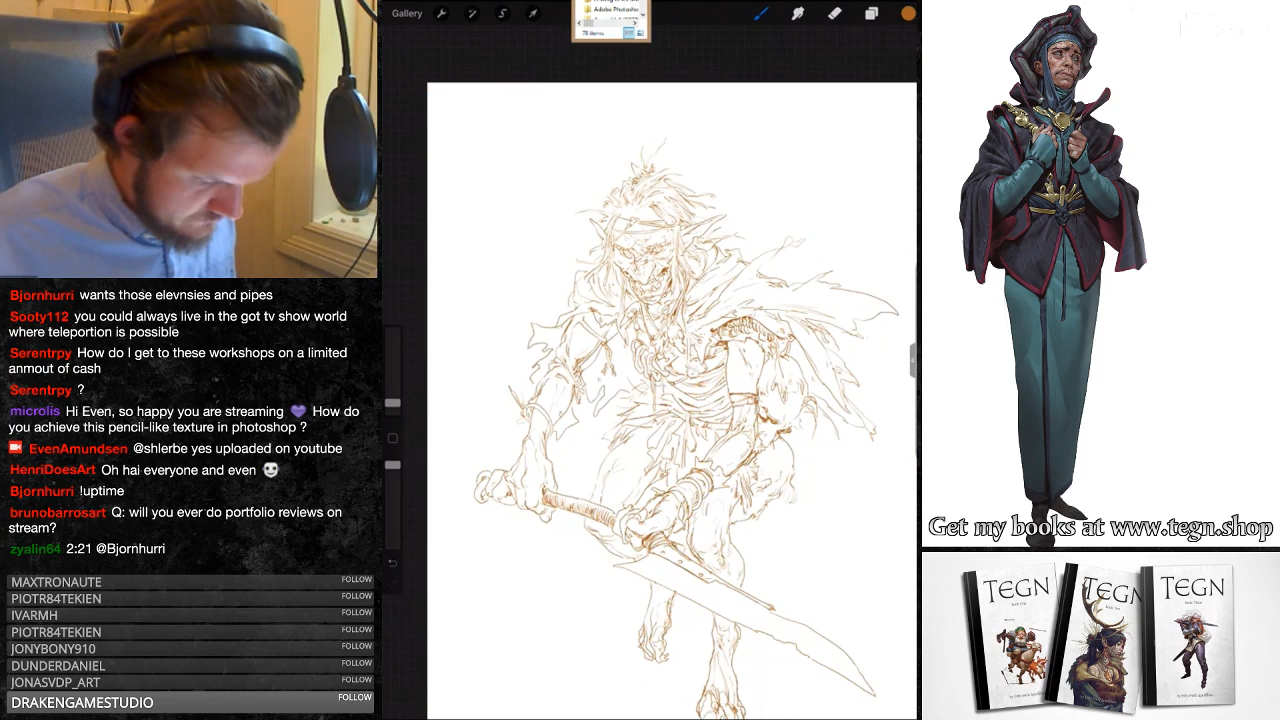 Gallery
Adobe Photosho
78 items
Bjornhurri wants those elevnsies and pipes
Sooty112 you could always live in the got tv show world
where teleportion is possible
Serentrpy How do I get to these workshops on a limited
anmout of cash
Serentrpy ?
microlis Hi Even, so happy you are streaming 💜 How do
you achieve this pencil-like texture in photoshop ?
EvenAmundsen @shlerbe yes uploaded on youtube
HenriDoesArt Oh hai everyone and even
Bjornhurri !uptime
brunobarrosart Q: will you ever do portfolio reviews on
stream?
zyalin64 2:21 @Bjornhurri
MAXTRONAUTE FOLLOW
PIOTR84TEKIEN FOLLOW
IVARMH FOLLOW
PIOTR84TEKIEN FOLLOW
JONYBONY910 FOLLOW
DUNDERDANIEL FOLLOW
JONASVDP_ART FOLLOW
DRAKENGAMESTUDIO FOLLOW
Get my books at www.tegn.shop
TEGN
TEGN
TEGN